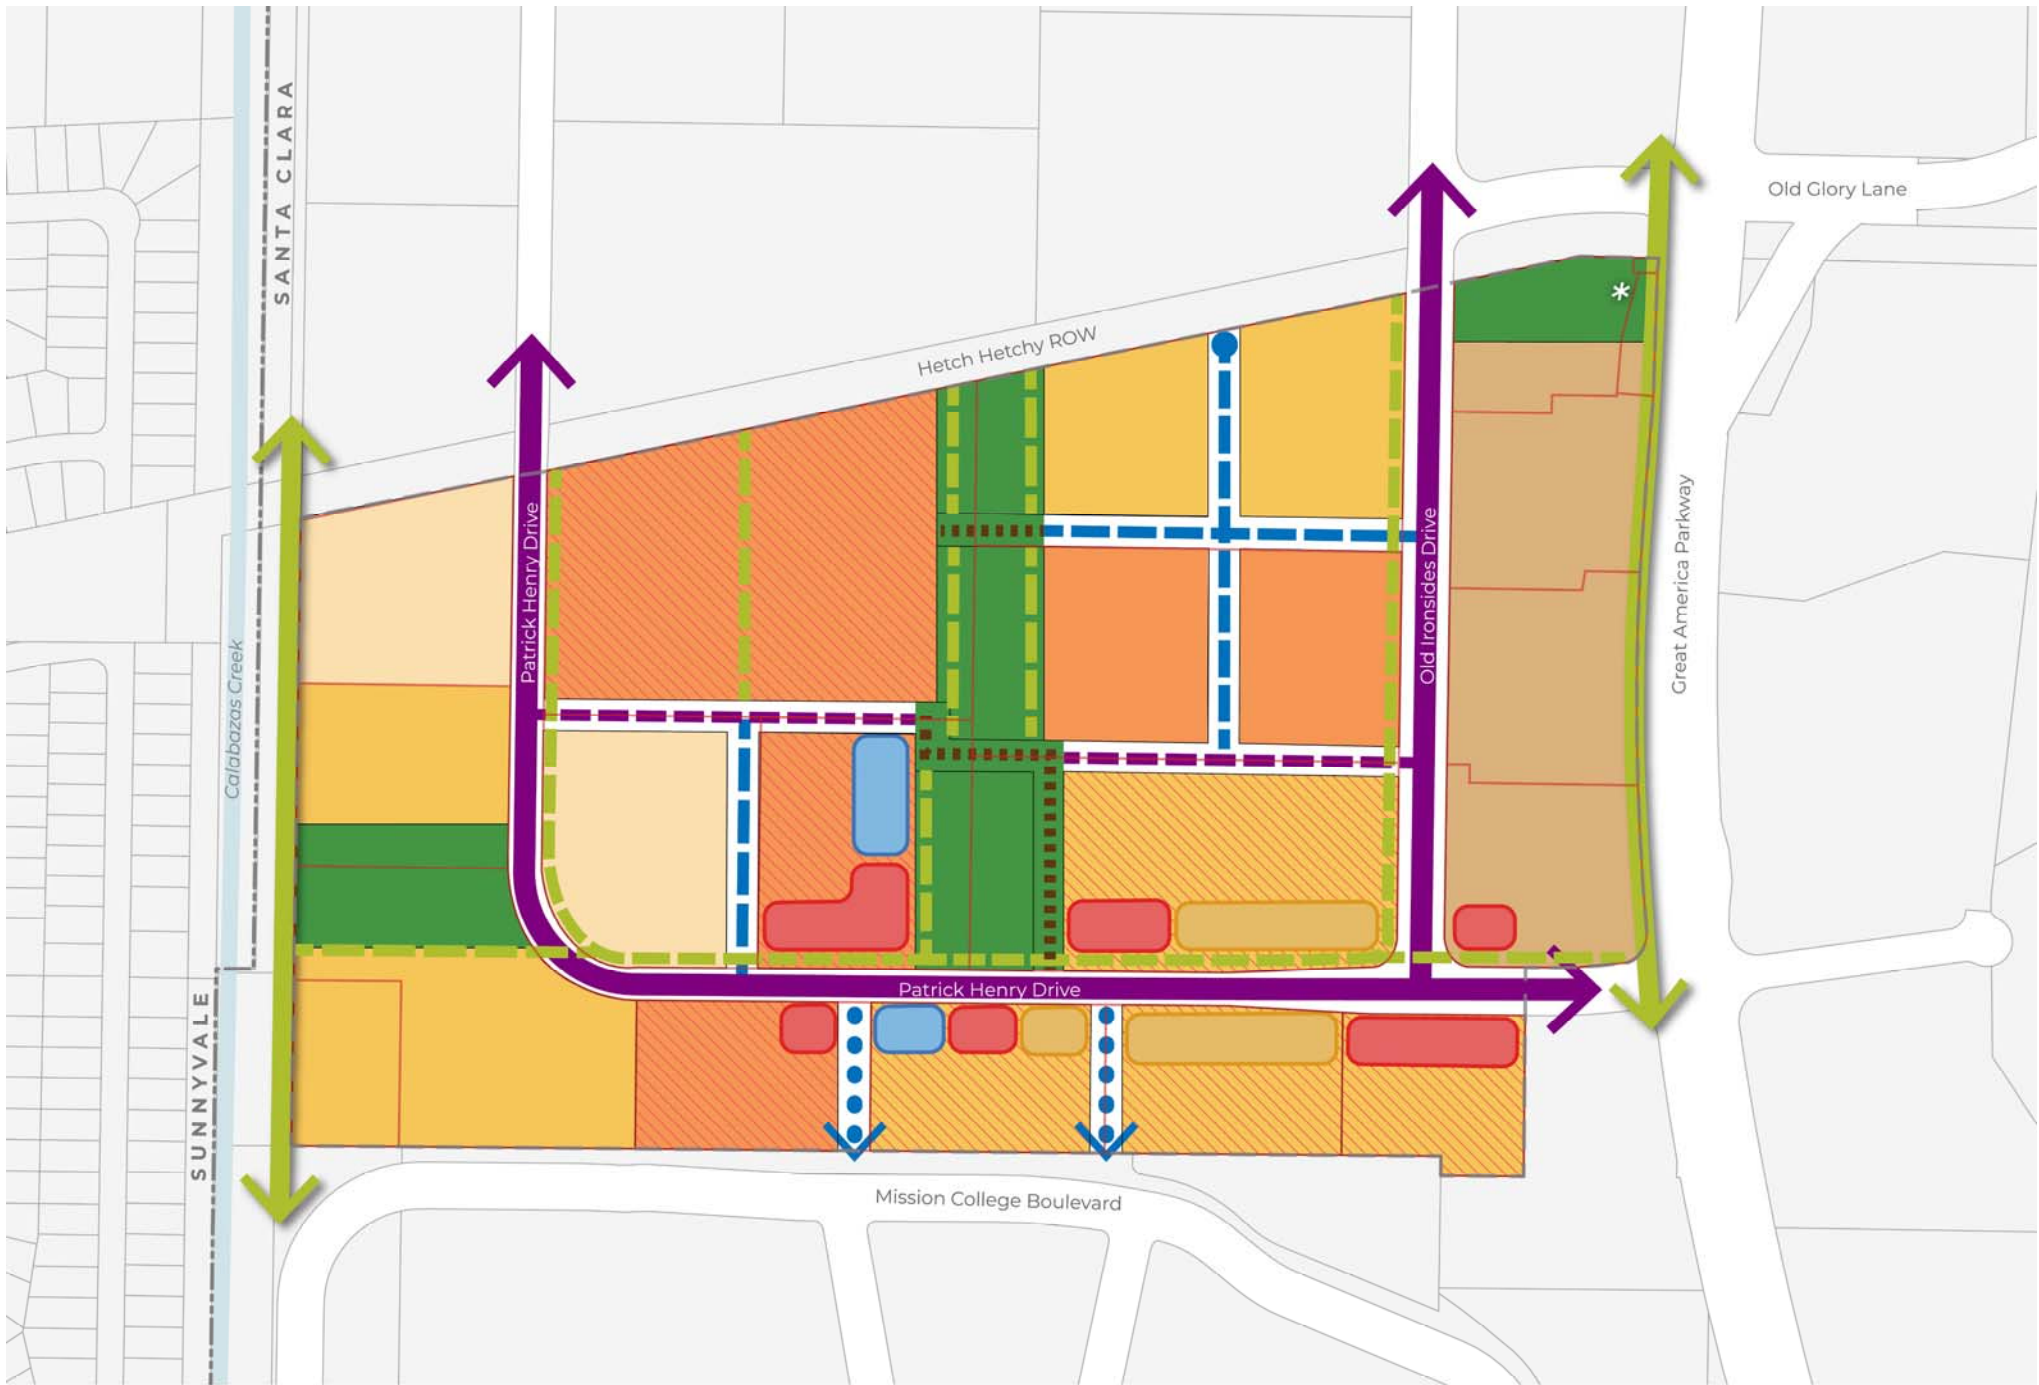 SANTA CLARA
Old Glory Lane
*
Hetch Hetchy ROW
Patrick Henry Drive
Old Ironsides Drive
Great America Parkway
Calabazas Creek
Patrick Henry Drive
SUNNYVALE
Mission College Boulevard